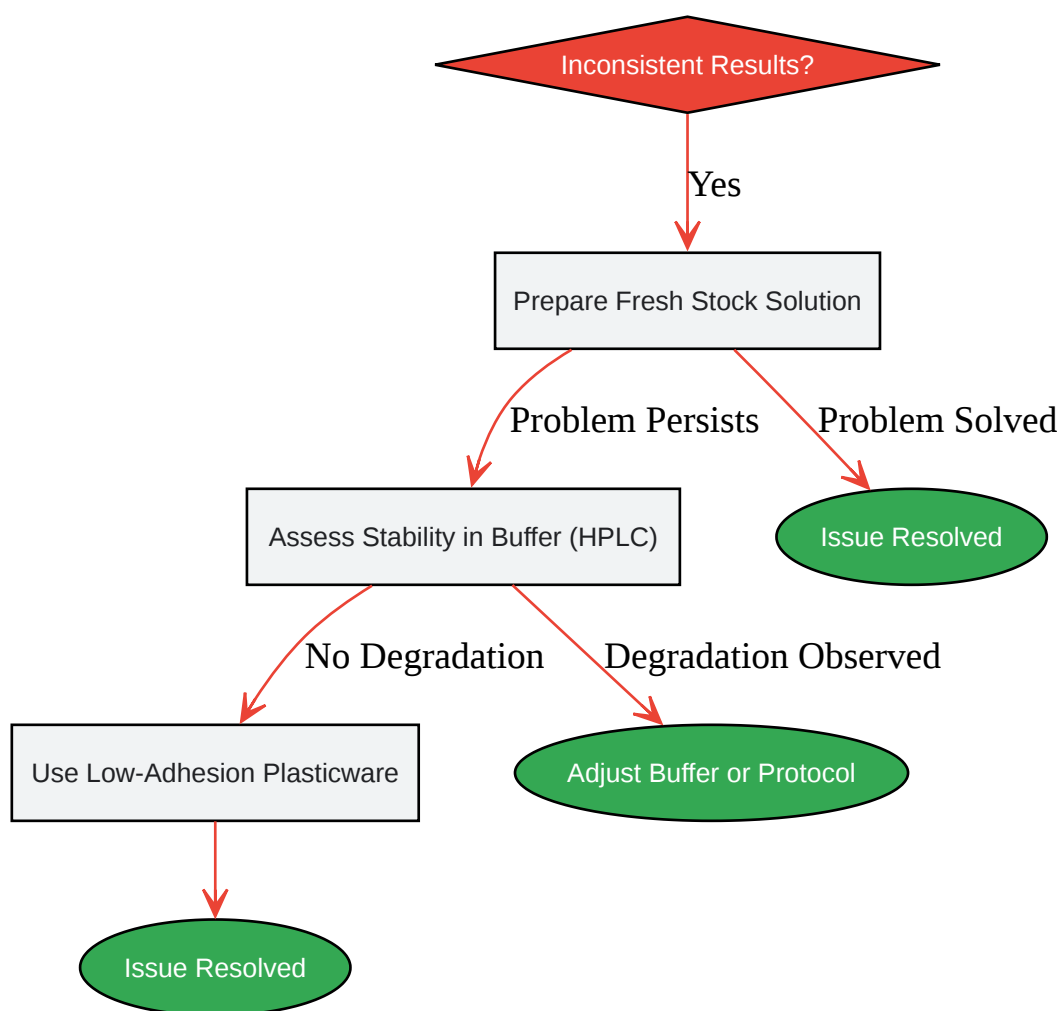 Inconsistent Results?
Yes
Prepare Fresh Stock Solution
Problem Persists
Problem Solved
Assess Stability in Buffer (HPLC)
Issue Resolved
No Degradation
Degradation Observed
Use Low-Adhesion Plasticware
Adjust Buffer or Protocol
Issue Resolved